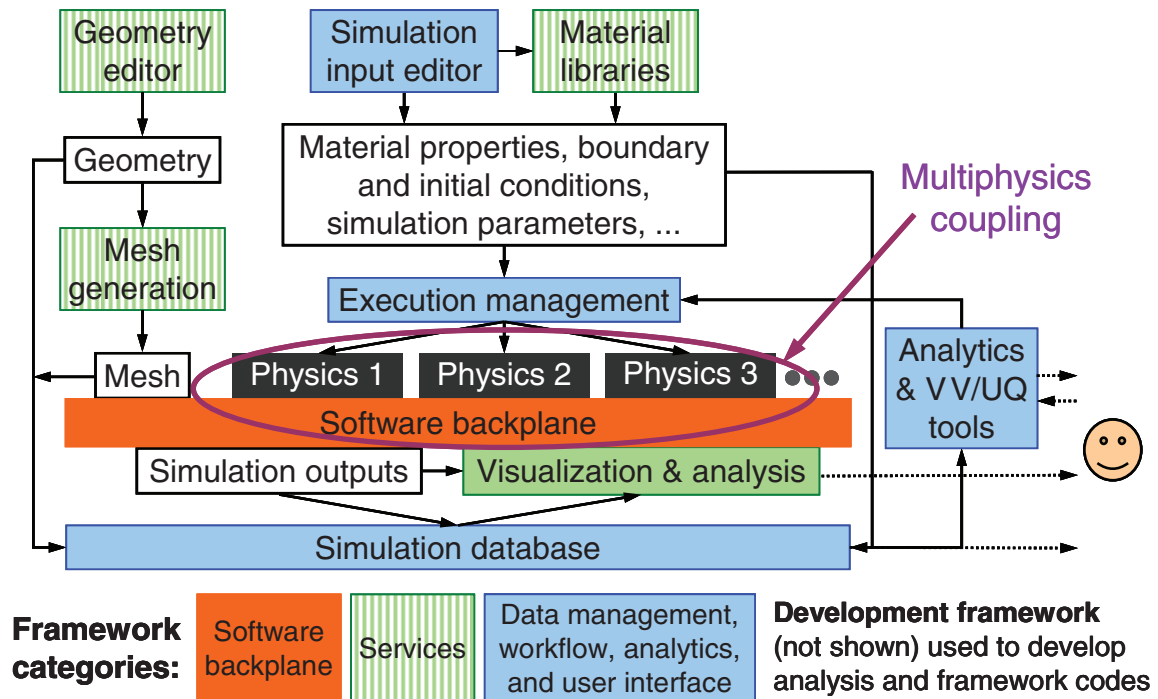 Geometry
editor
Simulation
input editor
Material
libraries
Geometry
Material properties, boundary
and initial conditions,
simulation parameters, ...
Multiphysics
coupling
Mesh
generation
Execution management
Mesh
Physics 1
Physics 2
Physics 3
Analytics
& VV/UQ
tools
Software backplane
Simulation outputs
Visualization & analysis
Simulation database
Framework
categories:
Software
backplane
Services
Data management,
workflow, analytics,
and user interface
Development framework
(not shown) used to develop
analysis and framework codes